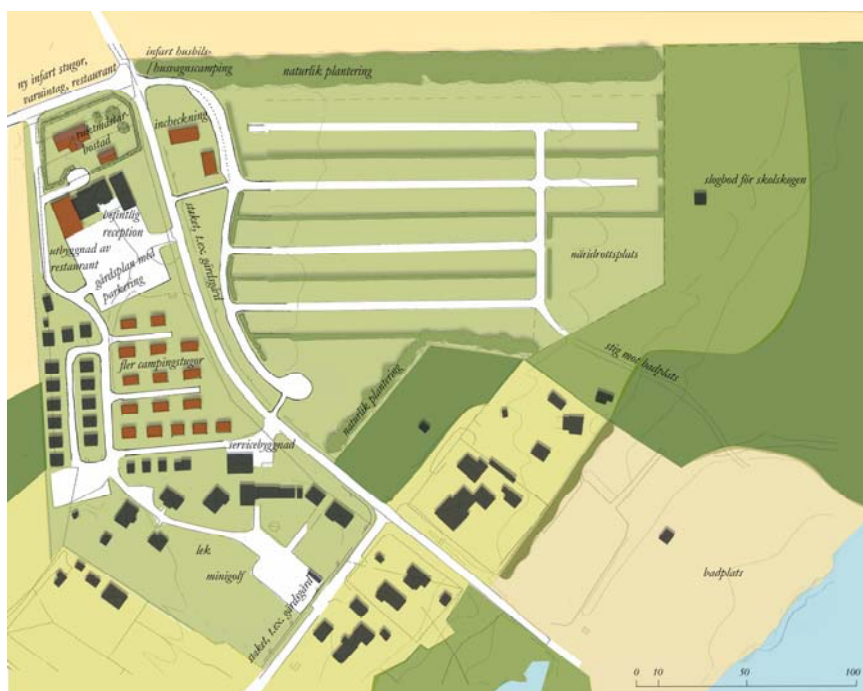 infart husbils-
/husvagnscamping
ny infart stugor,
varuintag, restaurant
naturlik plantering
incheckning
bostad
slogbod för skolskogen
befintlig
reception
staket, t.ex. gärdsgård
utbyggnad av
restaurant
gårdsplan med
parkering
näridrottsplats
stig mot badplats
fler campingstugor
naturlik plantering
servicebyggnad
lek
minigolf
badplats
staket, t.ex. gärdsgård
0 10 50 100